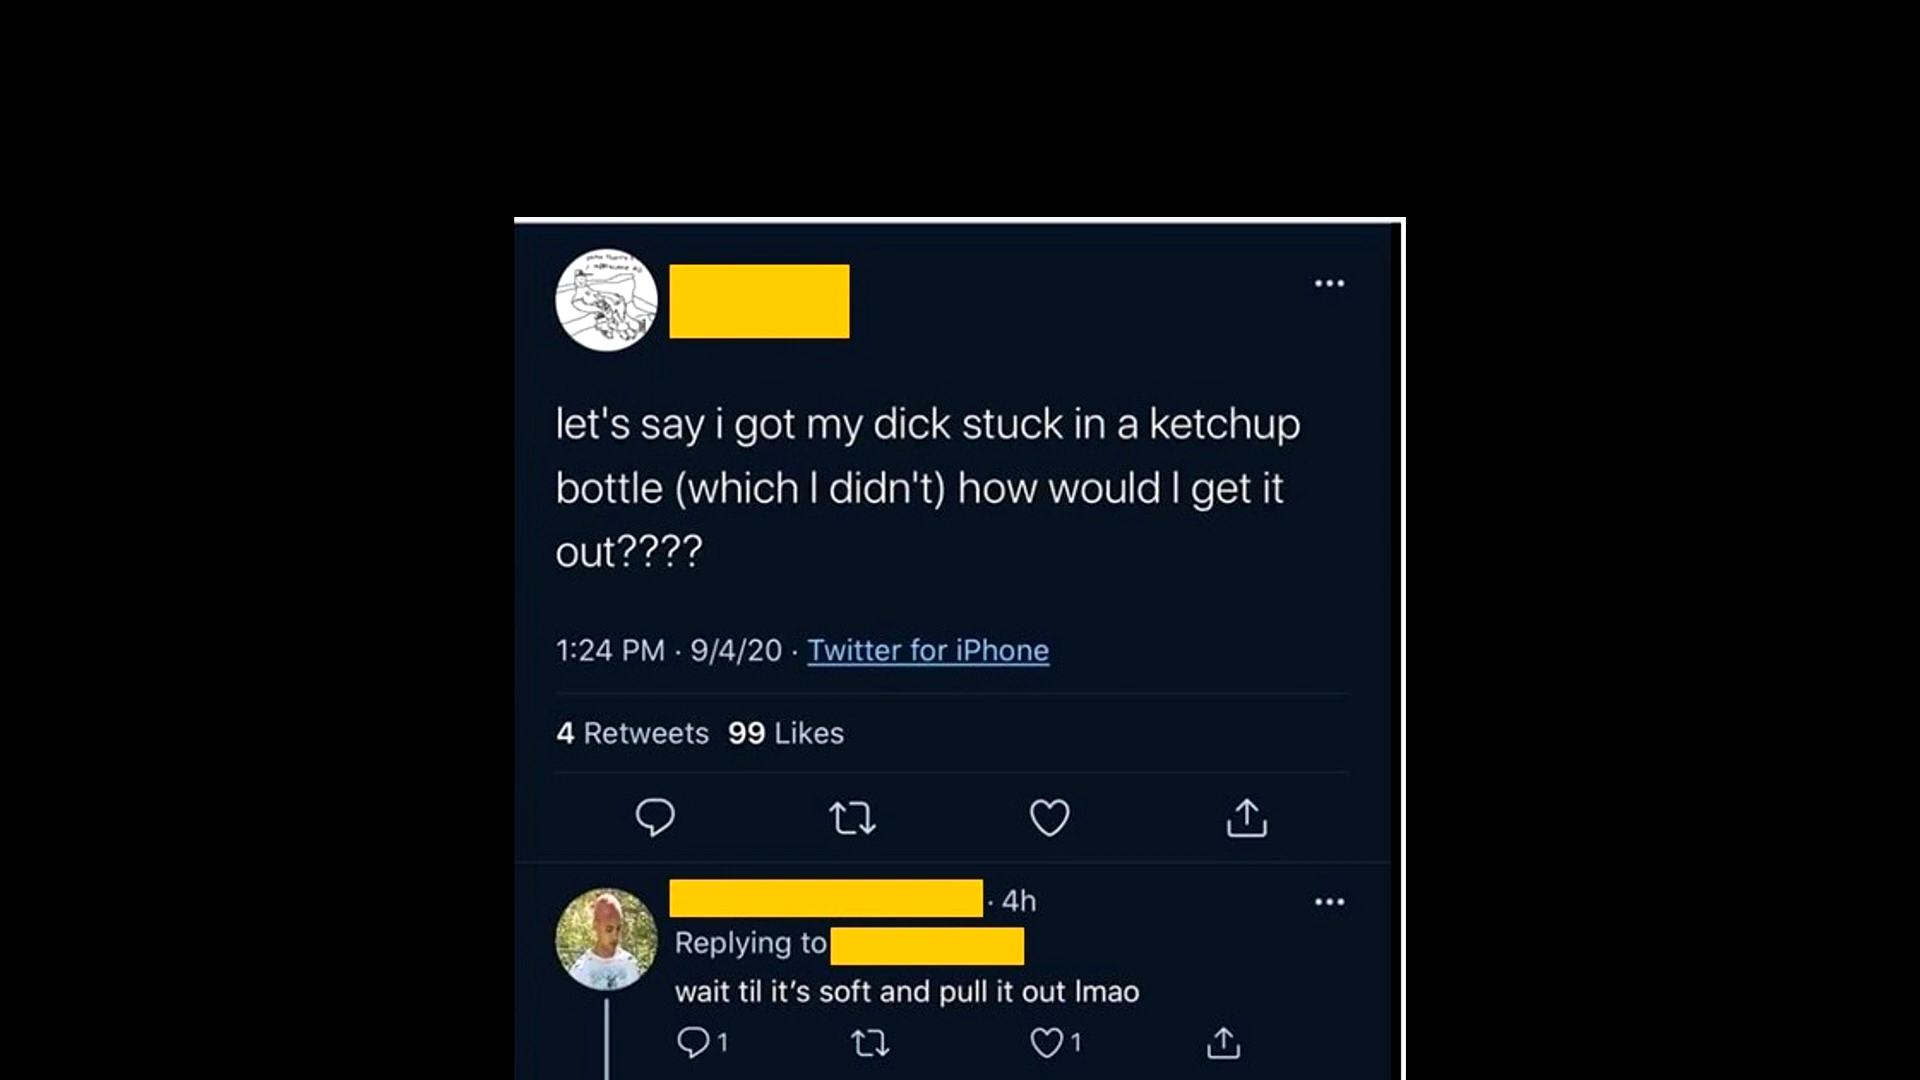 let's say i got my dick stuck in a ketchup
bottle (which I didn't) how would I get it
out????
1:24 PM · 9/4/20 · Twitter for iPhone
4 Retweets 99 Likes
· 4h
Replying to
wait til it's soft and pull it out lmao
1 1